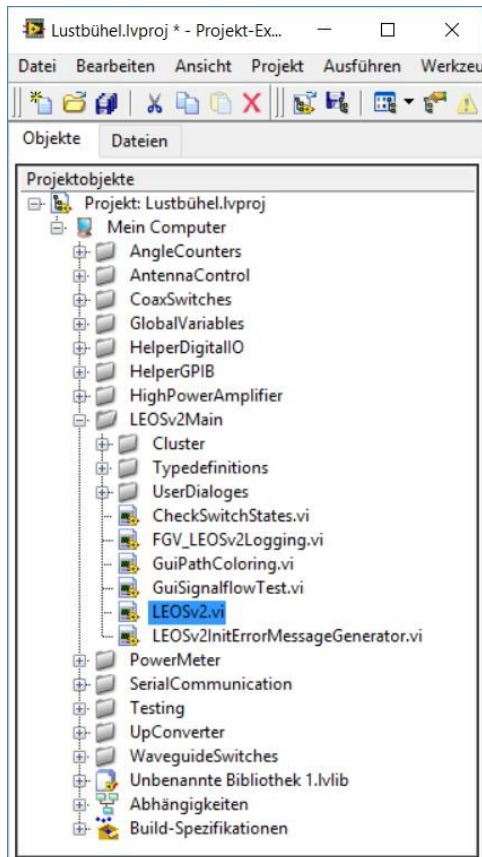 Lustbühel.lvproj * - Projekt-Ex...
Datei Bearbeiten Ansicht Projekt Ausführen Werkzeu
Objekte Dateien
Projektobjekte
Projekt: Lustbühel.lvproj
Mein Computer
AngleCounters
AntennaControl
CoaxSwitches
GlobalVariables
HelperDigitalIO
HelperGPIB
HighPowerAmplifier
LEOSv2Main
Cluster
Typedefinitions
UserDialoges
CheckSwitchStates.vi
FGV_LEOSv2Logging.vi
GuiPathColoring.vi
GuiSignalflowTest.vi
LEOSv2.vi
LEOSv2InitErrorMessageGenerator.vi
PowerMeter
SerialCommunication
Testing
UpConverter
WaveguideSwitches
Unbenannte Bibliothek 1.lvlib
Abhängigkeiten
Build-Spezifikationen